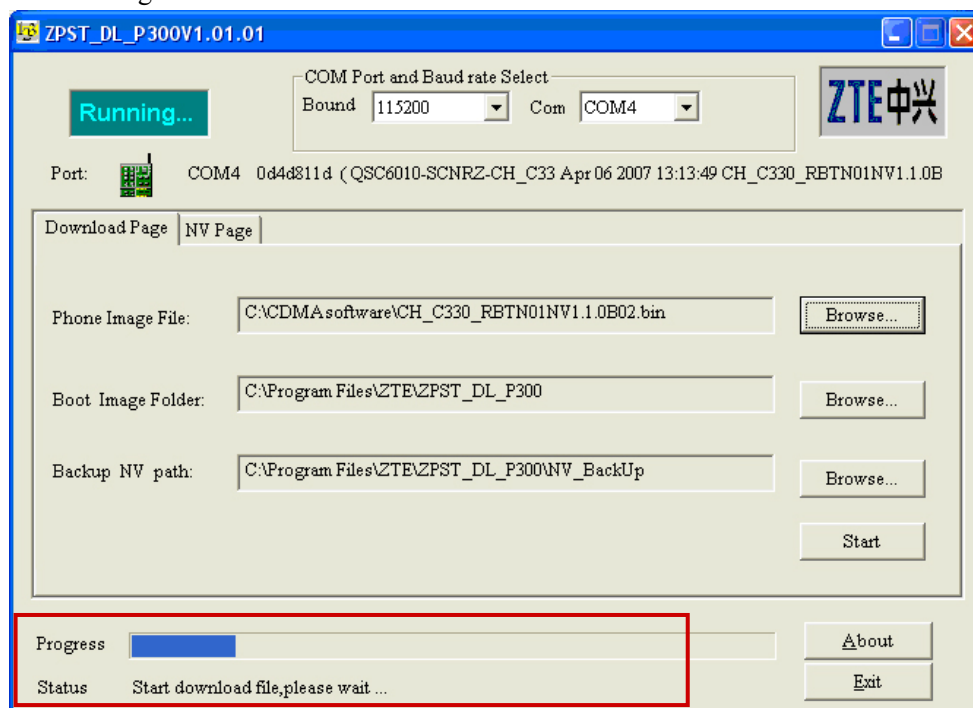 ZPST_DL_P300V1.01.01
COM Port and Baud rate Select
Running...
Bound 115200 Com COM4
ZTE中兴
Port: COM4 0d4d811d ( QSC6010-SCNRZ-CH_C33 Apr 06 2007 13:13:49 CH_C330_RBTN01NV1.1.0B
Download Page NV Page
Phone Image File: C:\CDMAsoftware\CH_C330_RBTN01NV1.1.0B02.bin Browse...
Boot Image Folder: C:\Program Files\ZTE\ZPST_DL_P300 Browse...
Backup NV path: C:\Program Files\ZTE\ZPST_DL_P300\NV_BackUp Browse...
Start
Progress
About
Status Start download file,please wait ...
Exit